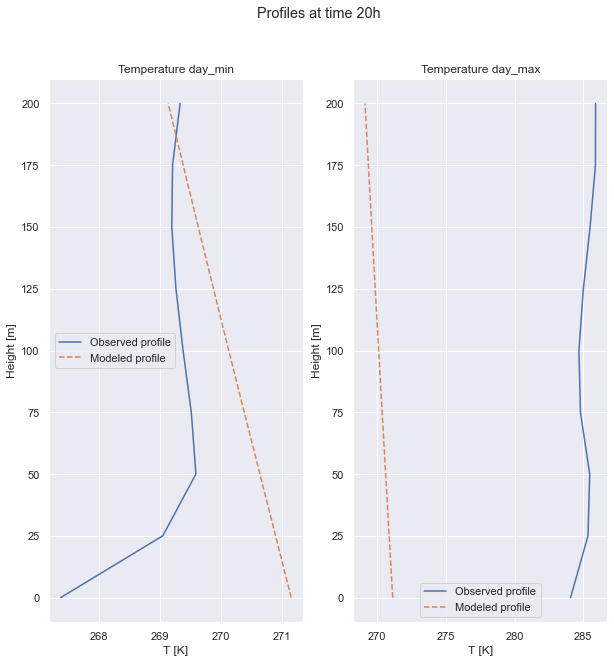 Profiles at time 20h
Temperature day_min
200
175
150
125
100
75
50
25
0
Height [m]
Observed profile
Modeled profile
268
269
270
271
T [K]
Temperature day_max
200
175
150
125
100
75
50
25
0
Height [m]
Observed profile
Modeled profile
270
275
280
285
T [K]